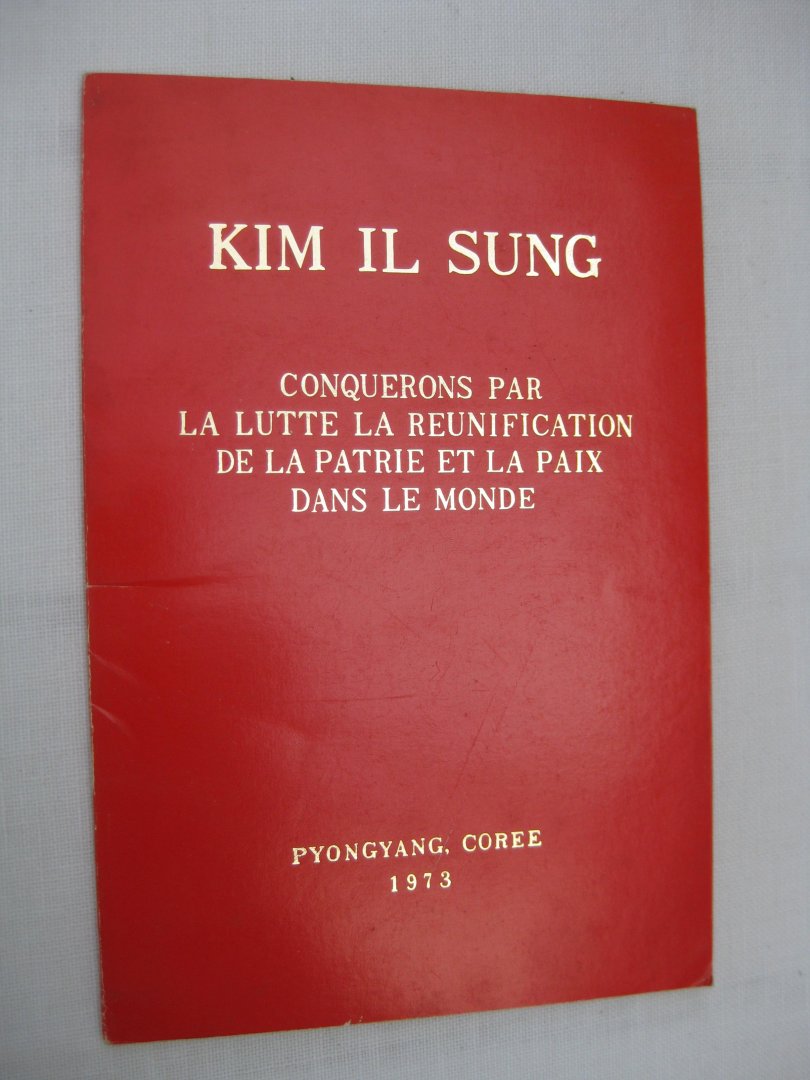 KIM IL SUNG
CONQUERONS PAR
LA LUTTE LA REUNIFICATION
DE LA PATRIE ET LA PAIX
DANS LE MONDE
PYONGYANG, COREE
1973